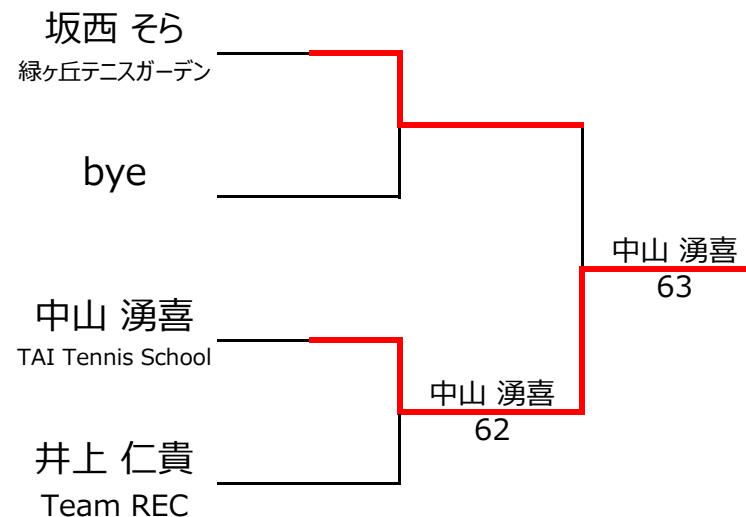 坂西 そら
緑ヶ丘テニスガーデン
bye
中山 湧喜
63
中山 湧喜
TAI Tennis School
中山 湧喜
62
井上 仁貴
Team REC